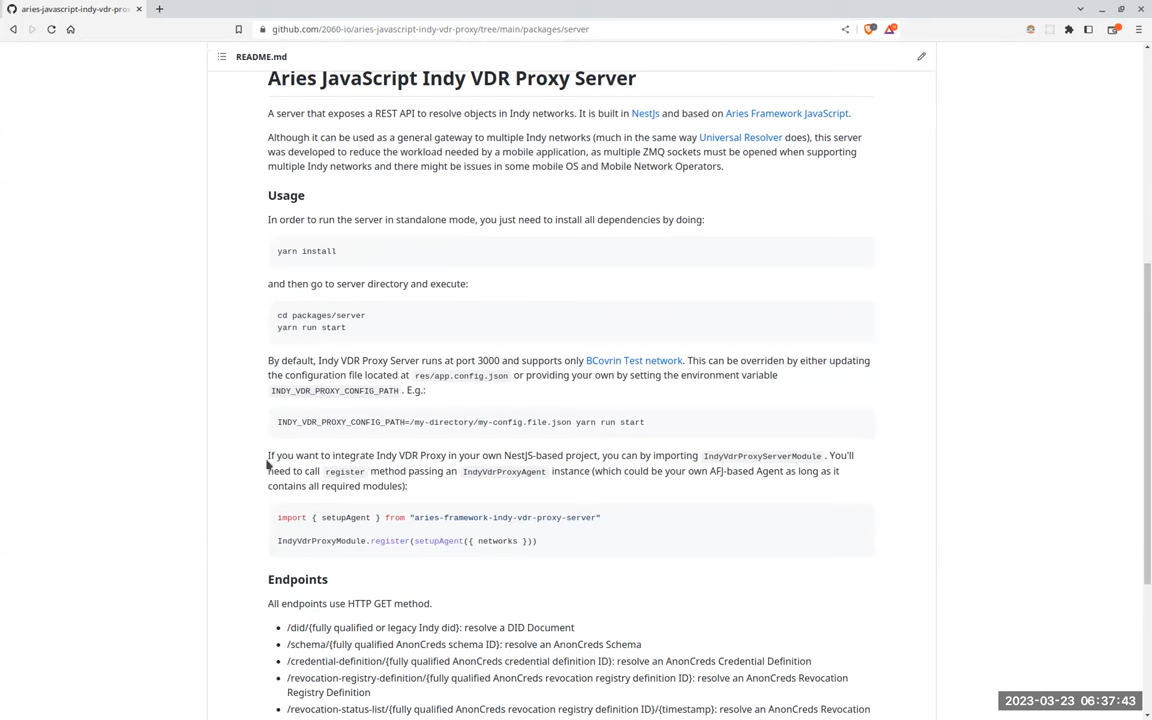 aries-javascript-indy-vdr-pro
github.com/2060-io/aries-javascript-indy-vdr-proxy/tree/main/packages/server
README.md
Aries JavaScript Indy VDR Proxy Server
A server that exposes a REST API to resolve objects in Indy networks. It is built in NestJs and based on Aries Framework JavaScript.
Although it can be used as a general gateway to multiple Indy networks (much in the same way Universal Resolver does), this server
was developed to reduce the workload needed by a mobile application, as multiple ZMQ sockets must be opened when supporting
multiple Indy networks and there might be issues in some mobile OS and Mobile Network Operators.
Usage
In order to run the server in standalone mode, you just need to install all dependencies by doing:
yarn install
and then go to server directory and execute:
cd packages/server
yarn run start
By default, Indy VDR Proxy Server runs at port 3000 and supports only BCovrin Test network. This can be overriden by either updating
the configuration file located at res/app.config.json or providing your own by setting the environment variable
INDY_VDR_PROXY_CONFIG_PATH . E.g.:
INDY_VDR_PROXY_CONFIG_PATH=/my-directory/my-config.file.json yarn run start
If you want to integrate Indy VDR Proxy in your own NestJS-based project, you can by importing IndyVdrProxyServerModule . You'll
need to call register method passing an IndyVdrProxyAgent instance (which could be your own AFJ-based Agent as long as it
contains all required modules):
import { setupAgent } from "aries-framework-indy-vdr-proxy-server"
IndyVdrProxyModule.register(setupAgent({ networks }))
Endpoints
All endpoints use HTTP GET method.
• /did/{fully qualified or legacy Indy did}: resolve a DID Document
• /schema/{fully qualified AnonCreds schema ID}: resolve an AnonCreds Schema
• /credential-definition/{fully qualified AnonCreds credential definition ID}: resolve an AnonCreds Credential Definition
• /revocation-registry-definition/{fully qualified AnonCreds revocation registry definition ID}: resolve an AnonCreds Revocation
Registry Definition
• /revocation-status-list/{fully qualified AnonCreds revocation registry definition ID}/{timestamp}: resolve an AnonCreds Revocation
2023-03-23 06:37:43